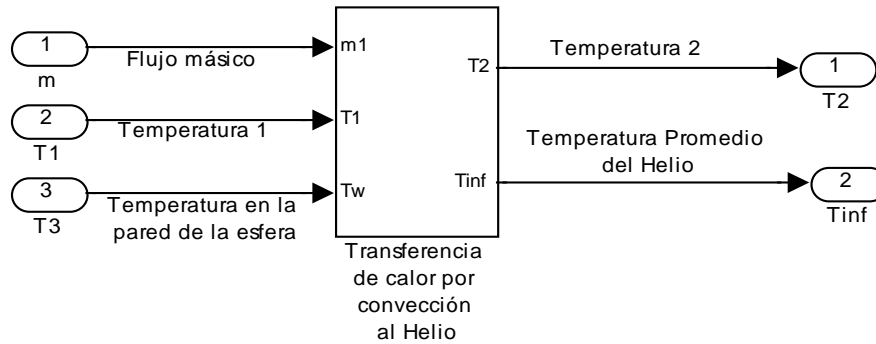 1
m
Flujo másico
m1
2
T1
Temperatura 1
T1
3
T3
Temperatura en la
pared de la esfera
Tw
T2
Temperatura 2
1
T2
Tinf
Temperatura Promedio
del Helio
2
Tinf
Transferencia
de calor por
convección
al Helio